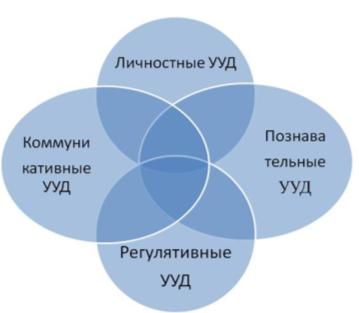 Личностные УУД
Коммуни
кативные
УУД
Познава
тельные
УУД
Регулятивные
УУД